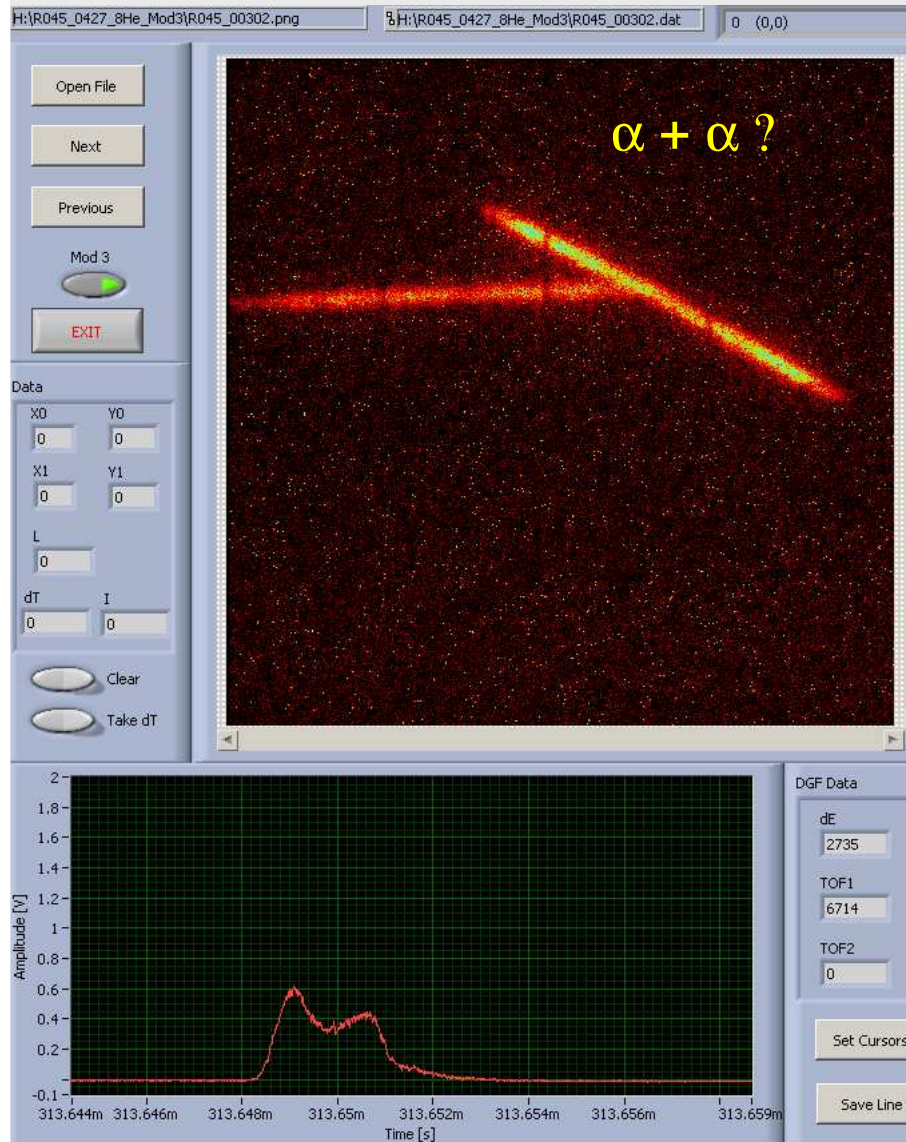 H:\R045_0427_8He_Mod3\R045_00302.png
H:\R045_0427_8He_Mod3\R045_00302.dat
0 (0,0)
Open File
Next
Previous
Mod 3
EXIT
α + α ?
Data
X0 Y0
0 0
X1 Y1
0 0
L
0
dT I
0 0
Clear
Take dT
DGF Data
dE
2735
TOF1
6714
TOF2
0
Set Cursors
Save Line
Amplitude [V]
2
1.8
1.6
1.4
1.2
1
0.8
0.6
0.4
0.2
-0.1
313.644m 313.646m 313.648m 313.65m 313.652m 313.654m 313.656m 313.659m
Time [s]